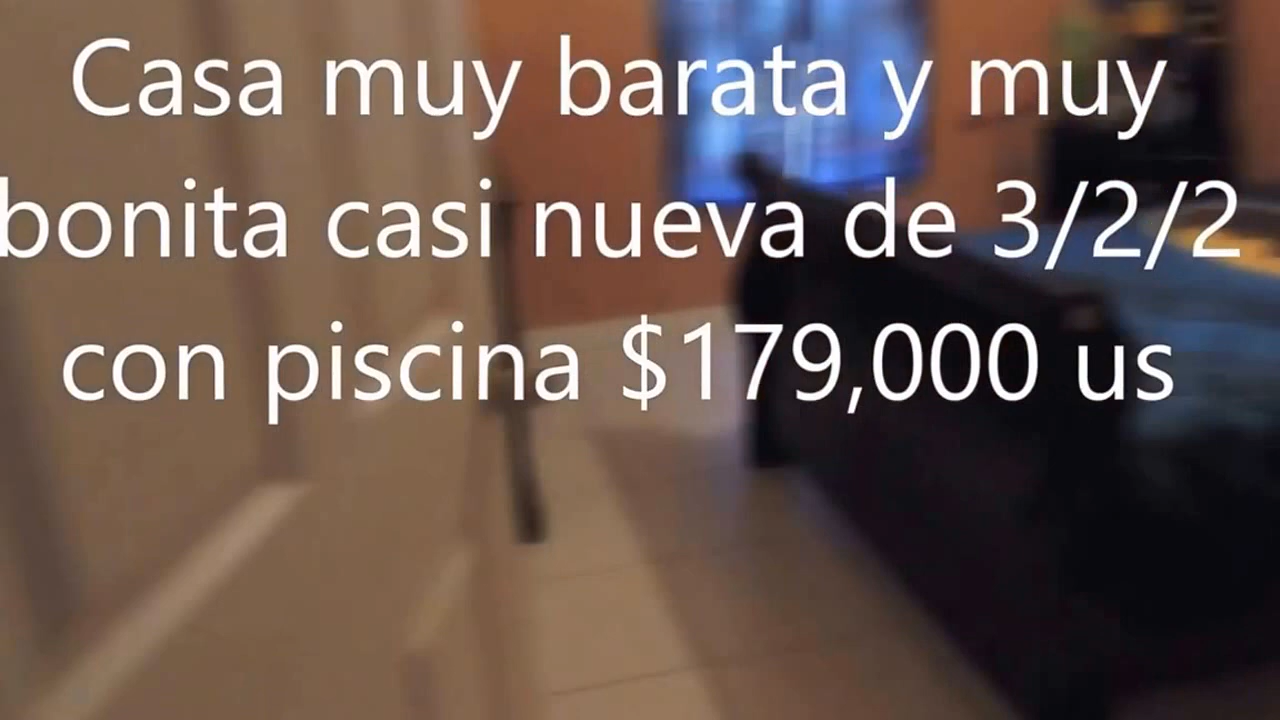 Casa muy barata y muy
bonita casi nueva de 3/2/2
con piscina $179,000 us